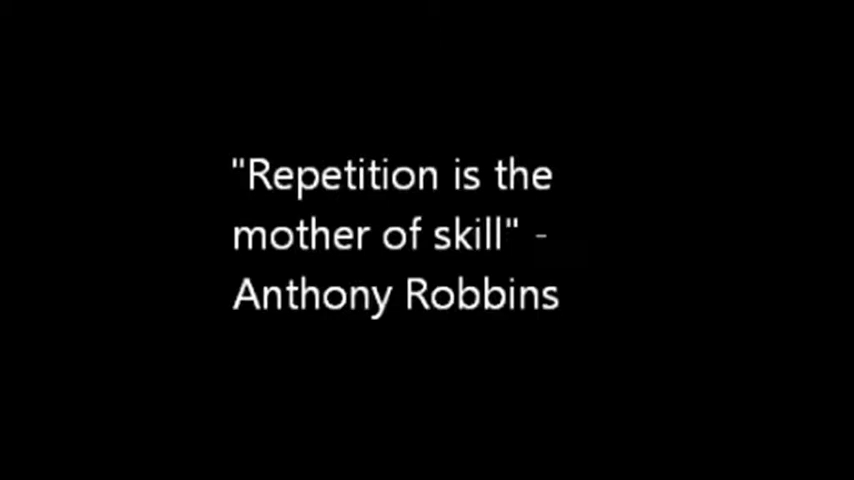 "Repetition is the
mother of skill" -
Anthony Robbins